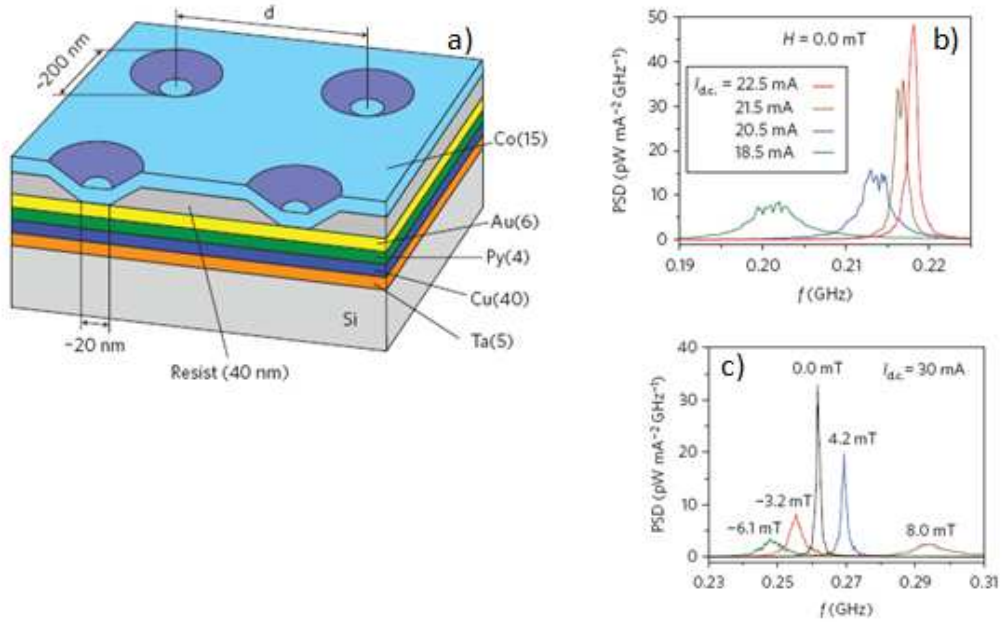 a)
d
~200 nm
Co(15)
Au(6)
Py(4)
Cu(40)
Ta(5)
Si
~20 nm
Resist (40 nm)
b)
H = 0.0 mT
I d.c. = 22.5 mA
21.5 mA
20.5 mA
18.5 mA
PSD (pW mA⁻² GHz⁻¹)
50
40
30
20
10
0
0.19
0.20
0.21
0.22
f (GHz)
c)
0.0 mT
I d.c. = 30 mA
4.2 mT
−3.2 mT
−6.1 mT
8.0 mT
PSD (pW mA⁻² GHz⁻¹)
40
30
20
10
0
0.23
0.25
0.27
0.29
0.31
f (GHz)